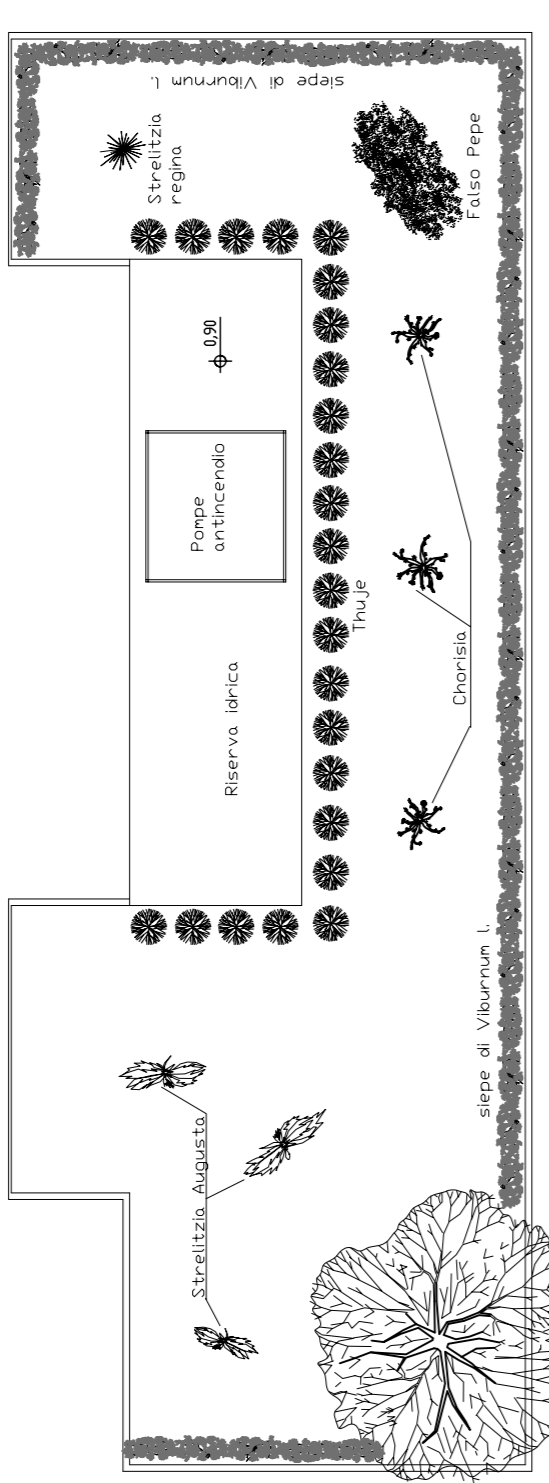 siepe di Viburnum l.
Strelitzia
regina
Falso Pepe
0,90
Pompe
antincendio
Thuje
Riserva idrica
Chorisia
siepe di Viburnum l.
Strelitzia Augusta